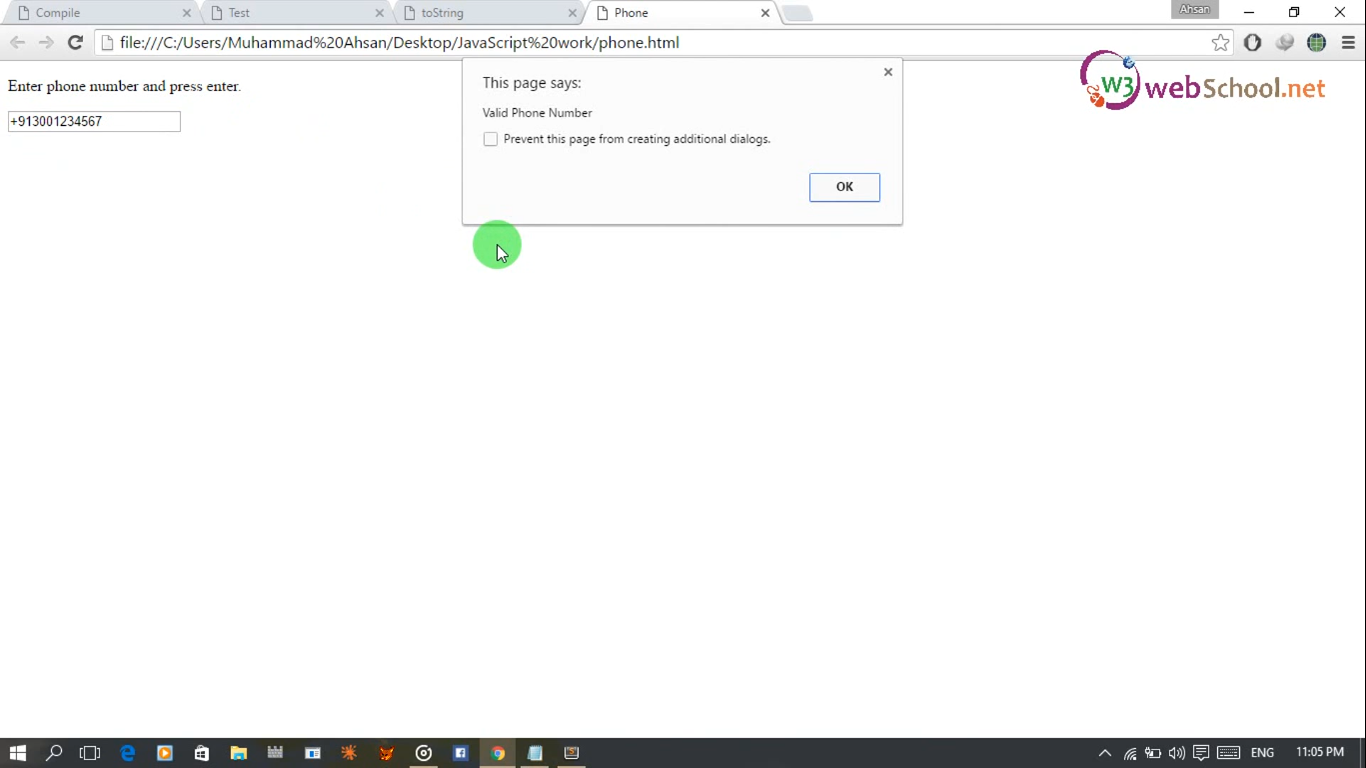 Compile
Test
toString
Phone
Ahsan
file:///C:/Users/Muhammad%20Ahsan/Desktop/JavaScript%20work/phone.html
W3webSchool.net
This page says:
Enter phone number and press enter.
Valid Phone Number
+913001234567
Prevent this page from creating additional dialogs.
OK
ENG
11:05 PM